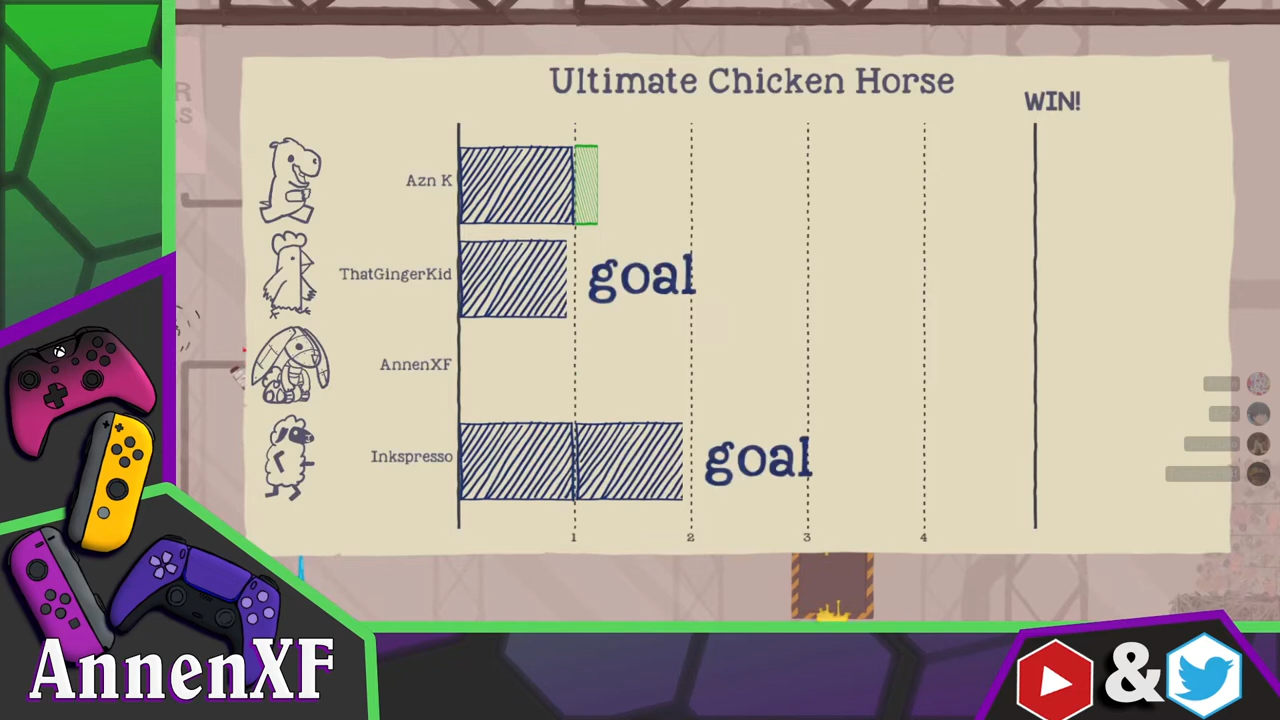 Ultimate Chicken Horse
WIN!
Azn K
ThatGingerKid
goal
AnnenXF
Inkspresso
goal
1 2 3 4
AnnenXF
&